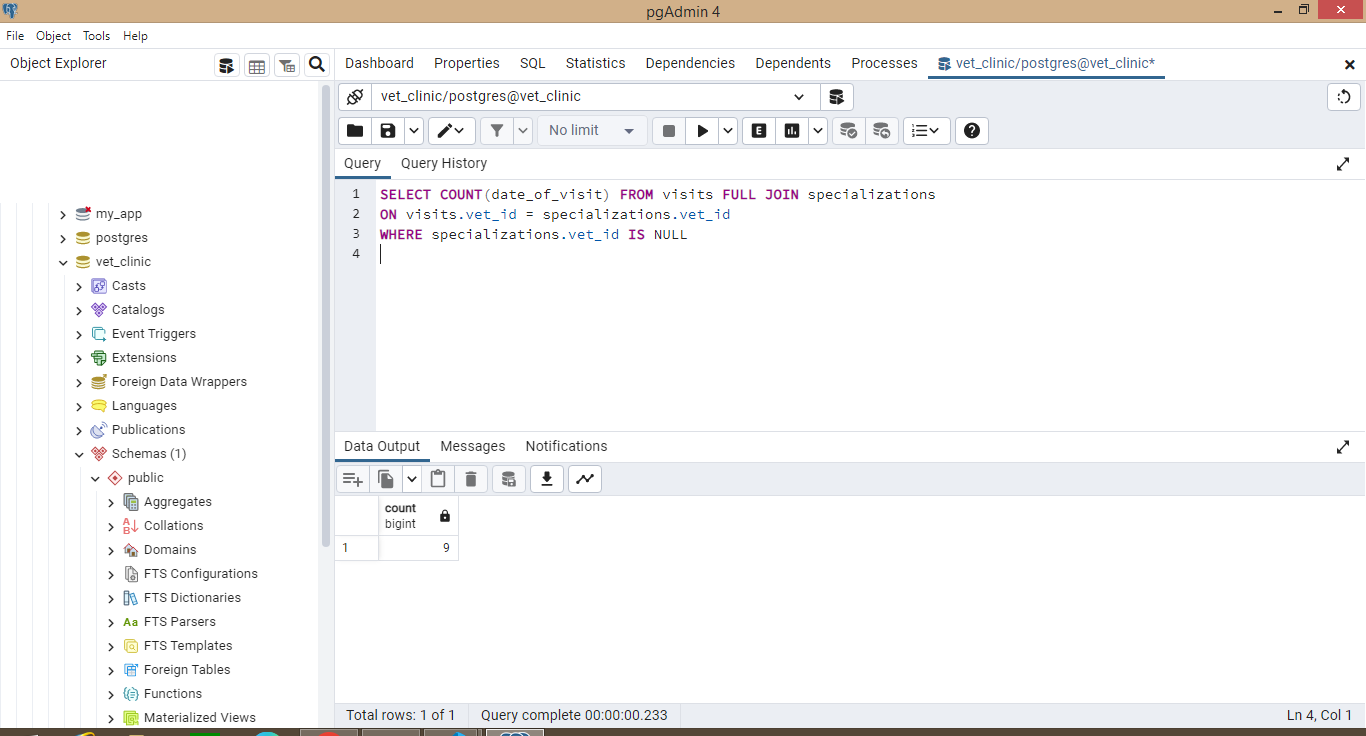 pgAdmin 4
File Object Tools Help
Object Explorer
Dashboard Properties SQL Statistics Dependencies Dependents Processes vet_clinic/postgres@vet_clinic*
vet_clinic/postgres@vet_clinic
No limit
E
Query Query History
1 SELECT COUNT(date_of_visit) FROM visits FULL JOIN specializations
2 ON visits.vet_id = specializations.vet_id
3 WHERE specializations.vet_id IS NULL
4
my_app
postgres
vet_clinic
Casts
Catalogs
Event Triggers
Extensions
Foreign Data Wrappers
Languages
Publications
Schemas (1)
public
Aggregates
Collations
Domains
FTS Configurations
FTS Dictionaries
Aa FTS Parsers
FTS Templates
Foreign Tables
Functions
Materialized Views
Data Output Messages Notifications
count
bigint
1 9
Total rows: 1 of 1 Query complete 00:00:00.233 Ln 4, Col 1